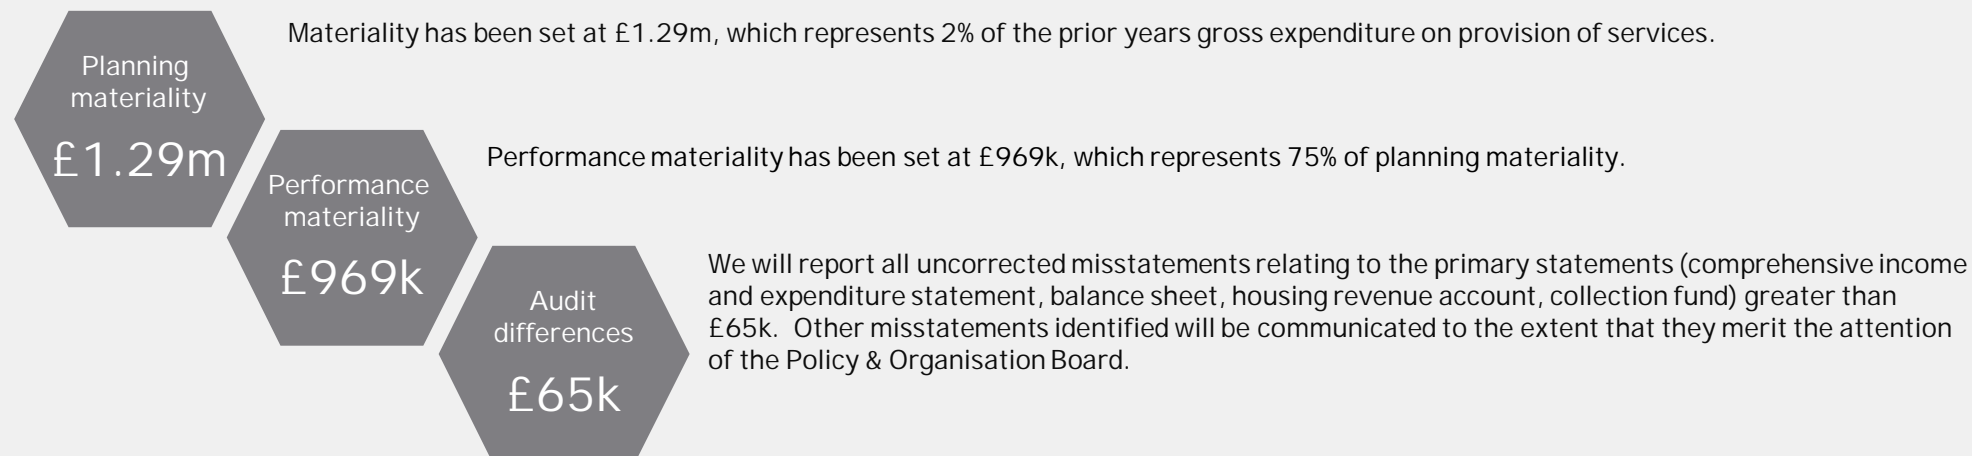 Materiality has been set at £1.29m, which represents 2% of the prior years gross expenditure on provision of services.
Planning
materiality
£1.29m
Performance materiality has been set at £969k, which represents 75% of planning materiality.
Performance
materiality
£969k
We will report all uncorrected misstatements relating to the primary statements (comprehensive income
and expenditure statement, balance sheet, housing revenue account, collection fund) greater than
£65k. Other misstatements identified will be communicated to the extent that they merit the attention
of the Policy & Organisation Board.
Audit
differences
£65k